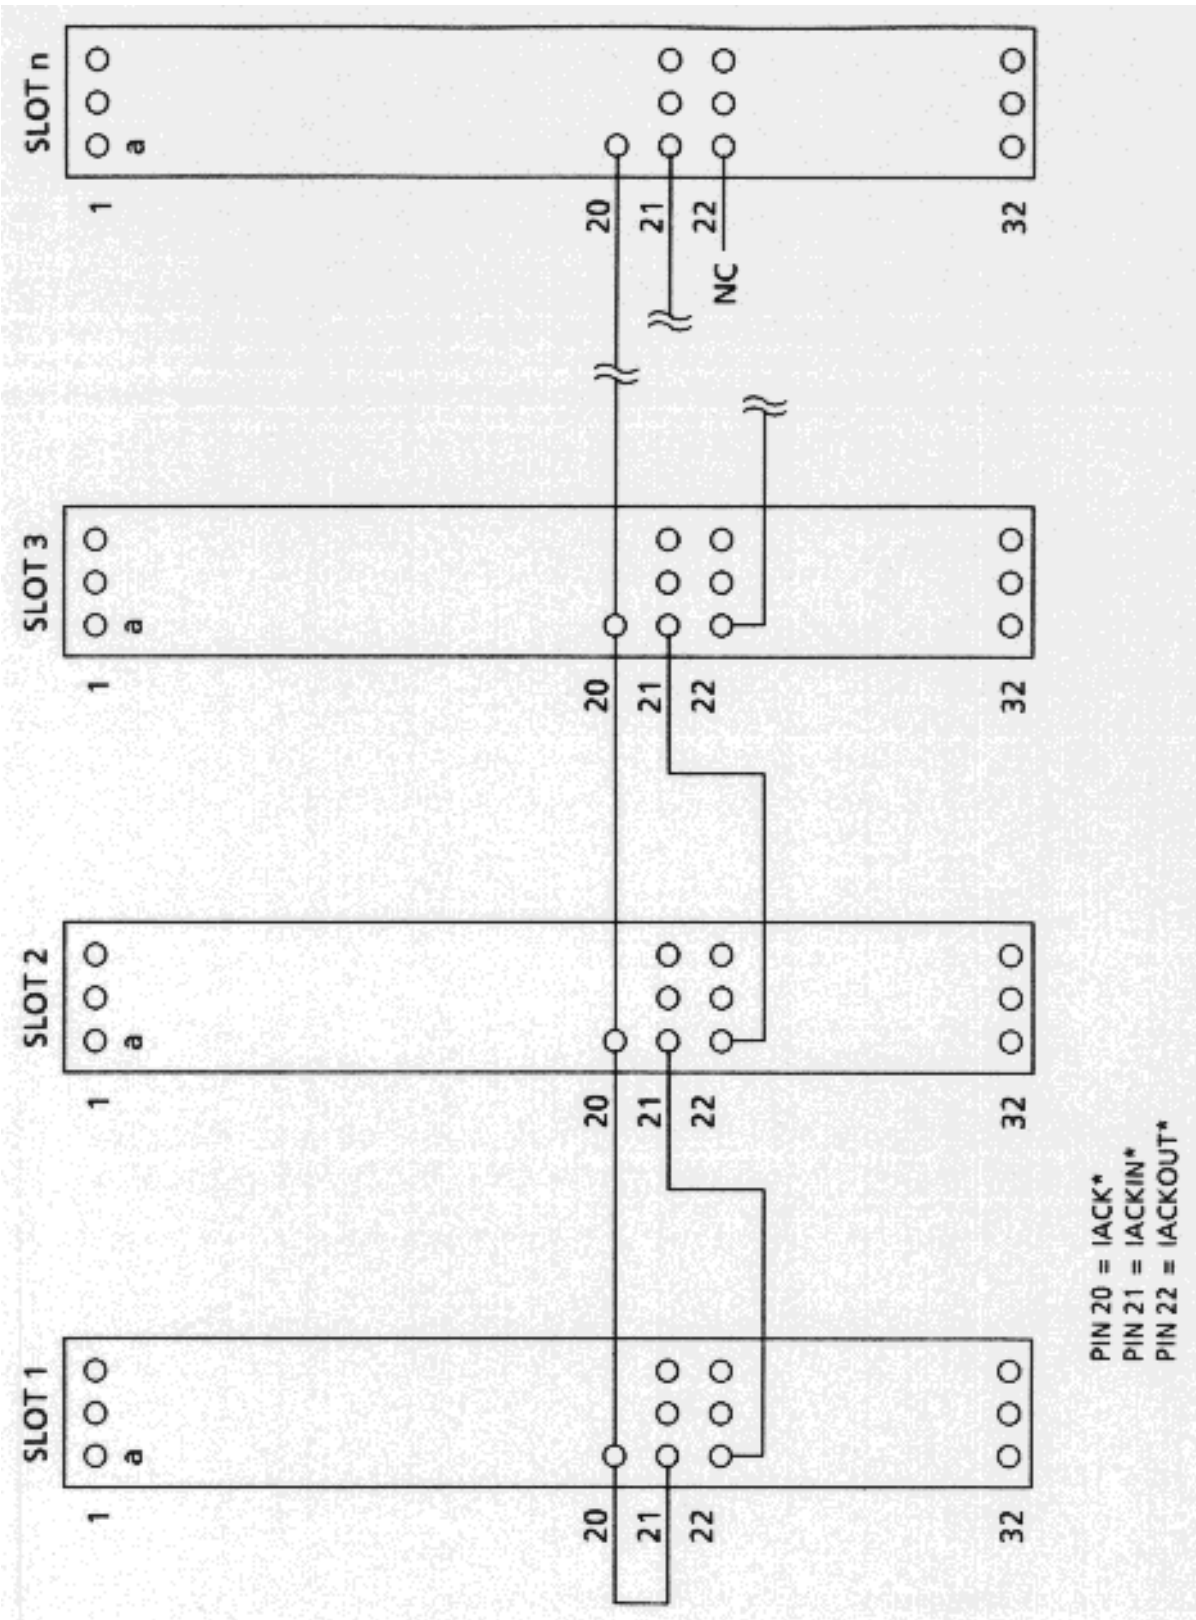 SLOT 1
a
1
20
21
22
32
SLOT 2
a
1
20
21
22
32
SLOT 3
a
1
20
21
22
32
SLOT n
a
1
20
21
22
NC
32
PIN 20 = IACK*
PIN 21 = IACKIN*
PIN 22 = IACKOUT*